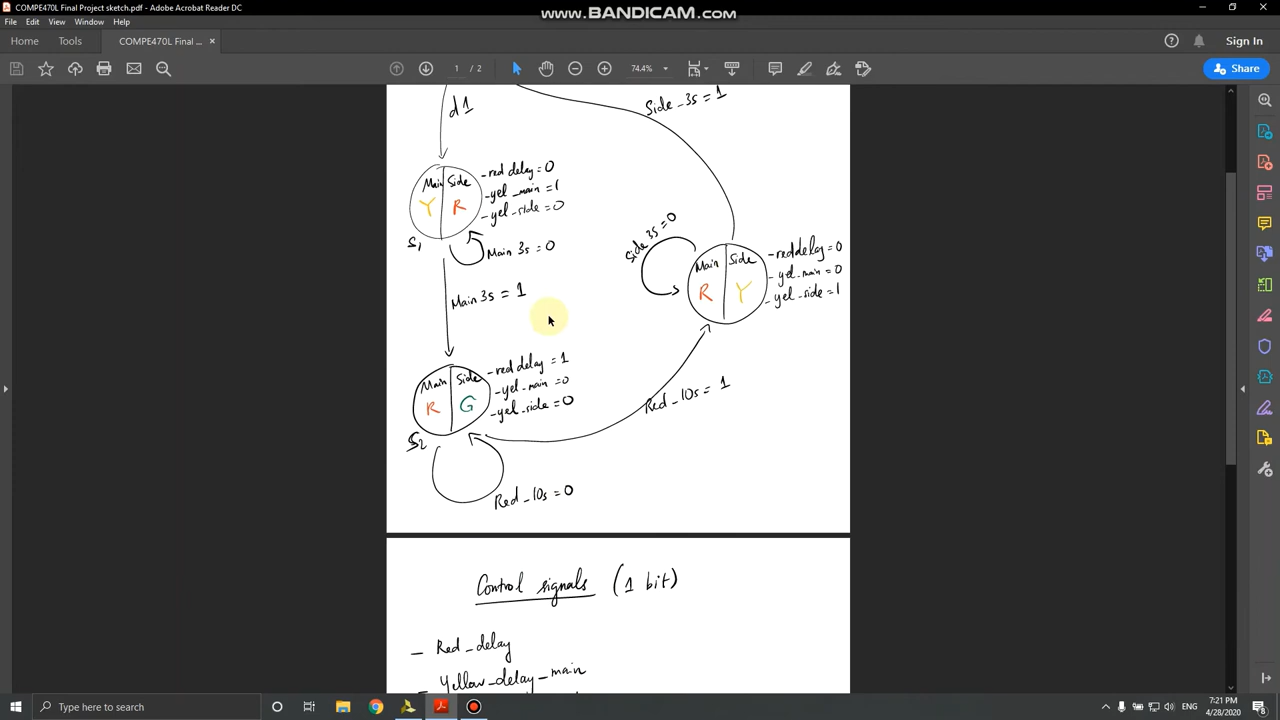 COMPE470L Final Project sketch.pdf - Adobe Acrobat Reader DC
www.BANDICAM.com
File Edit View Window Help
Home Tools COMPE470L Final ... × Sign In
1 / 2 74.4% Share
Side_3s = 1
d1
Main Side
Y R
-red delay = 0
-yel_main = 1
-yel_side = 0
S1
Main 3s = 0
Side 3s = 0
Main Side
R Y
-red delay = 0
-yel_main = 0
-yel_side = 1
Main 3s = 1
Main Side
R G
-red delay = 1
-yel_main = 0
-yel_side = 0
S2
Red_10s = 1
Red_10s = 0
Control signals (1 bit)
- Red_delay
- Yellow_delay_main
Type here to search
7:21 PM
4/28/2020
8